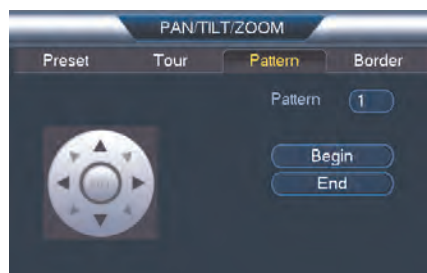 PAN/TILT/ZOOM
Preset Tour Pattern Border
Pattern 1
Begin
End